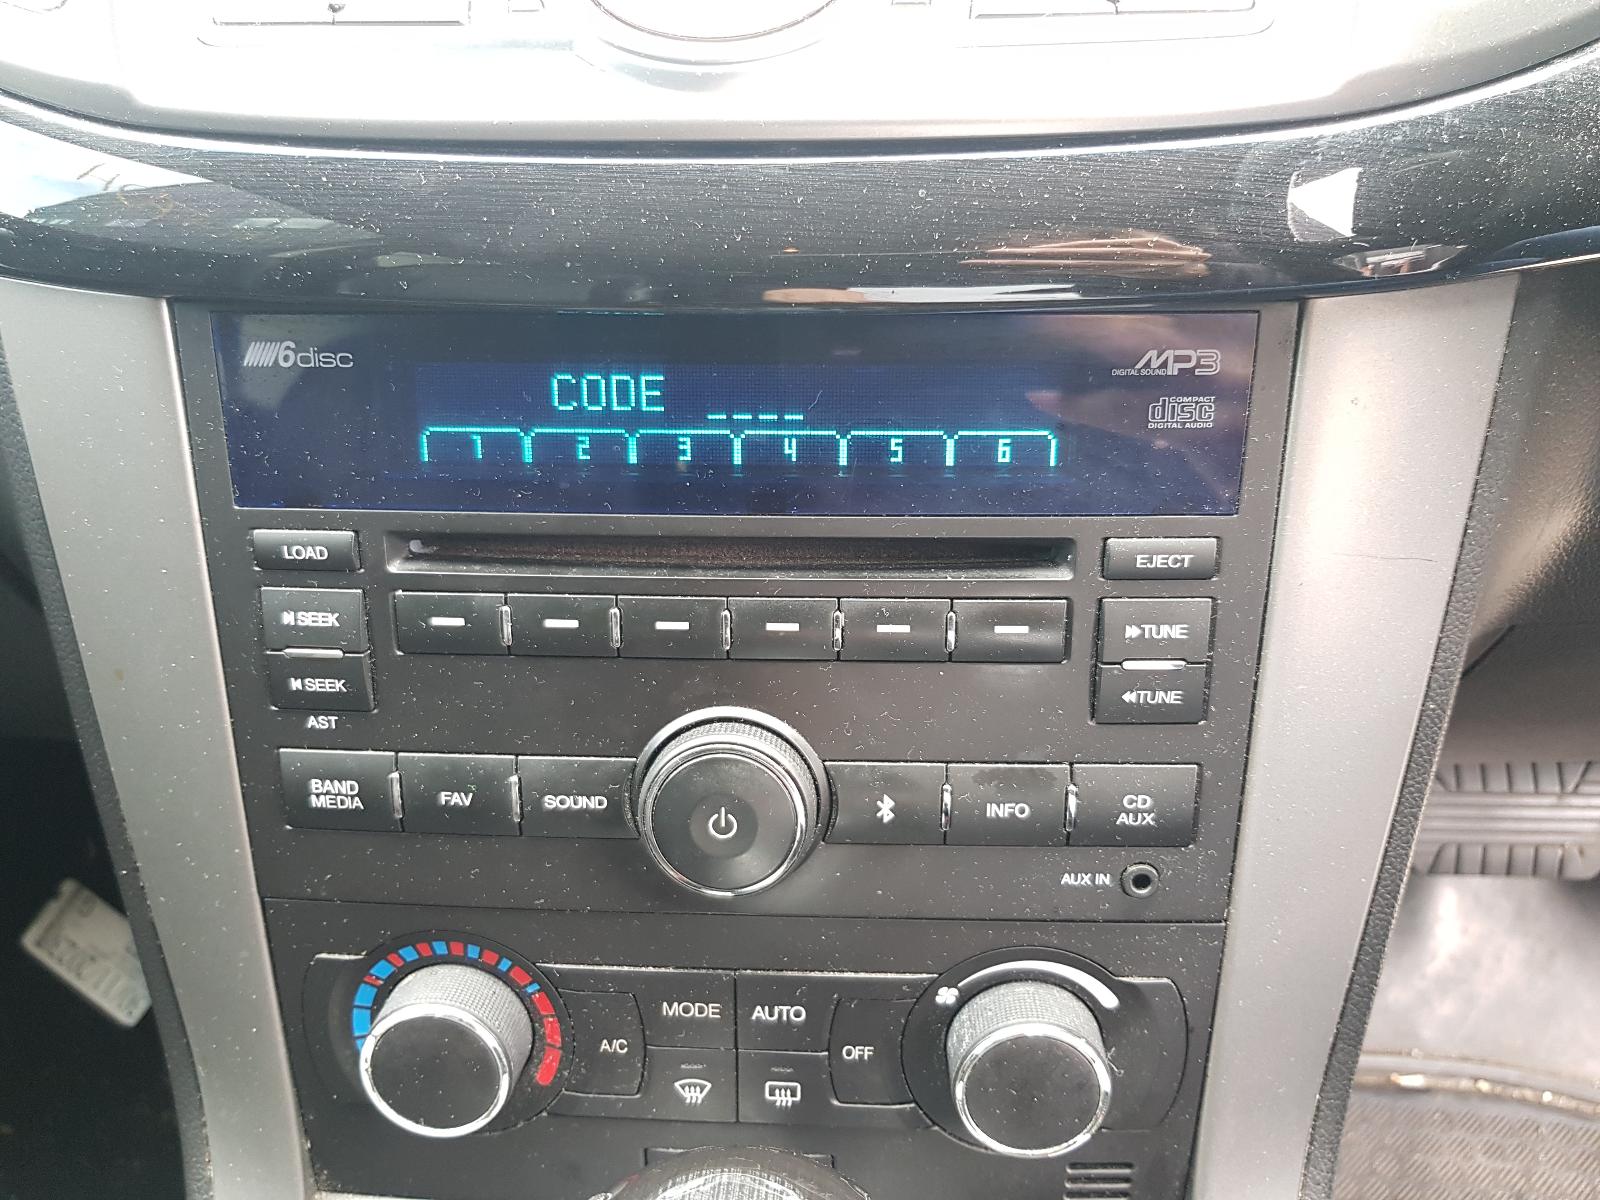 6disc
MP3
DIGITAL SOUND
COMPACT
disc
DIGITAL AUDIO
CODE _ _ _ _
1 2 3 4 5 6
LOAD
EJECT
SEEK
TUNE
SEEK
TUNE
AST
BAND
MEDIA
FAV
SOUND
INFO
CD
AUX
AUX IN
MODE
AUTO
A/C
OFF